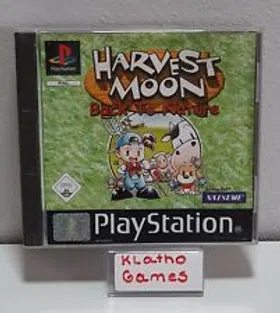 PlayStation
HARVEST
MOON
Back To Nature
NATSUME
PlayStation
Klatho
Games